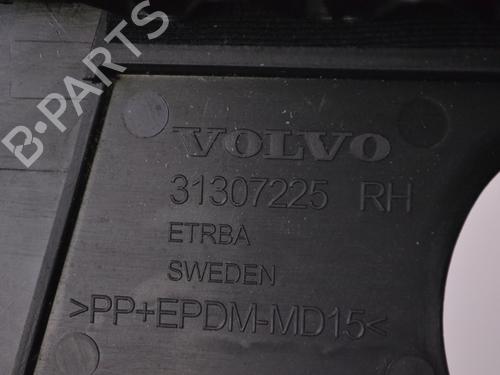 B-PARTS
VOLVO
31307225 RH
ETRBA
SWEDEN
>PP+EPDM-MD15<